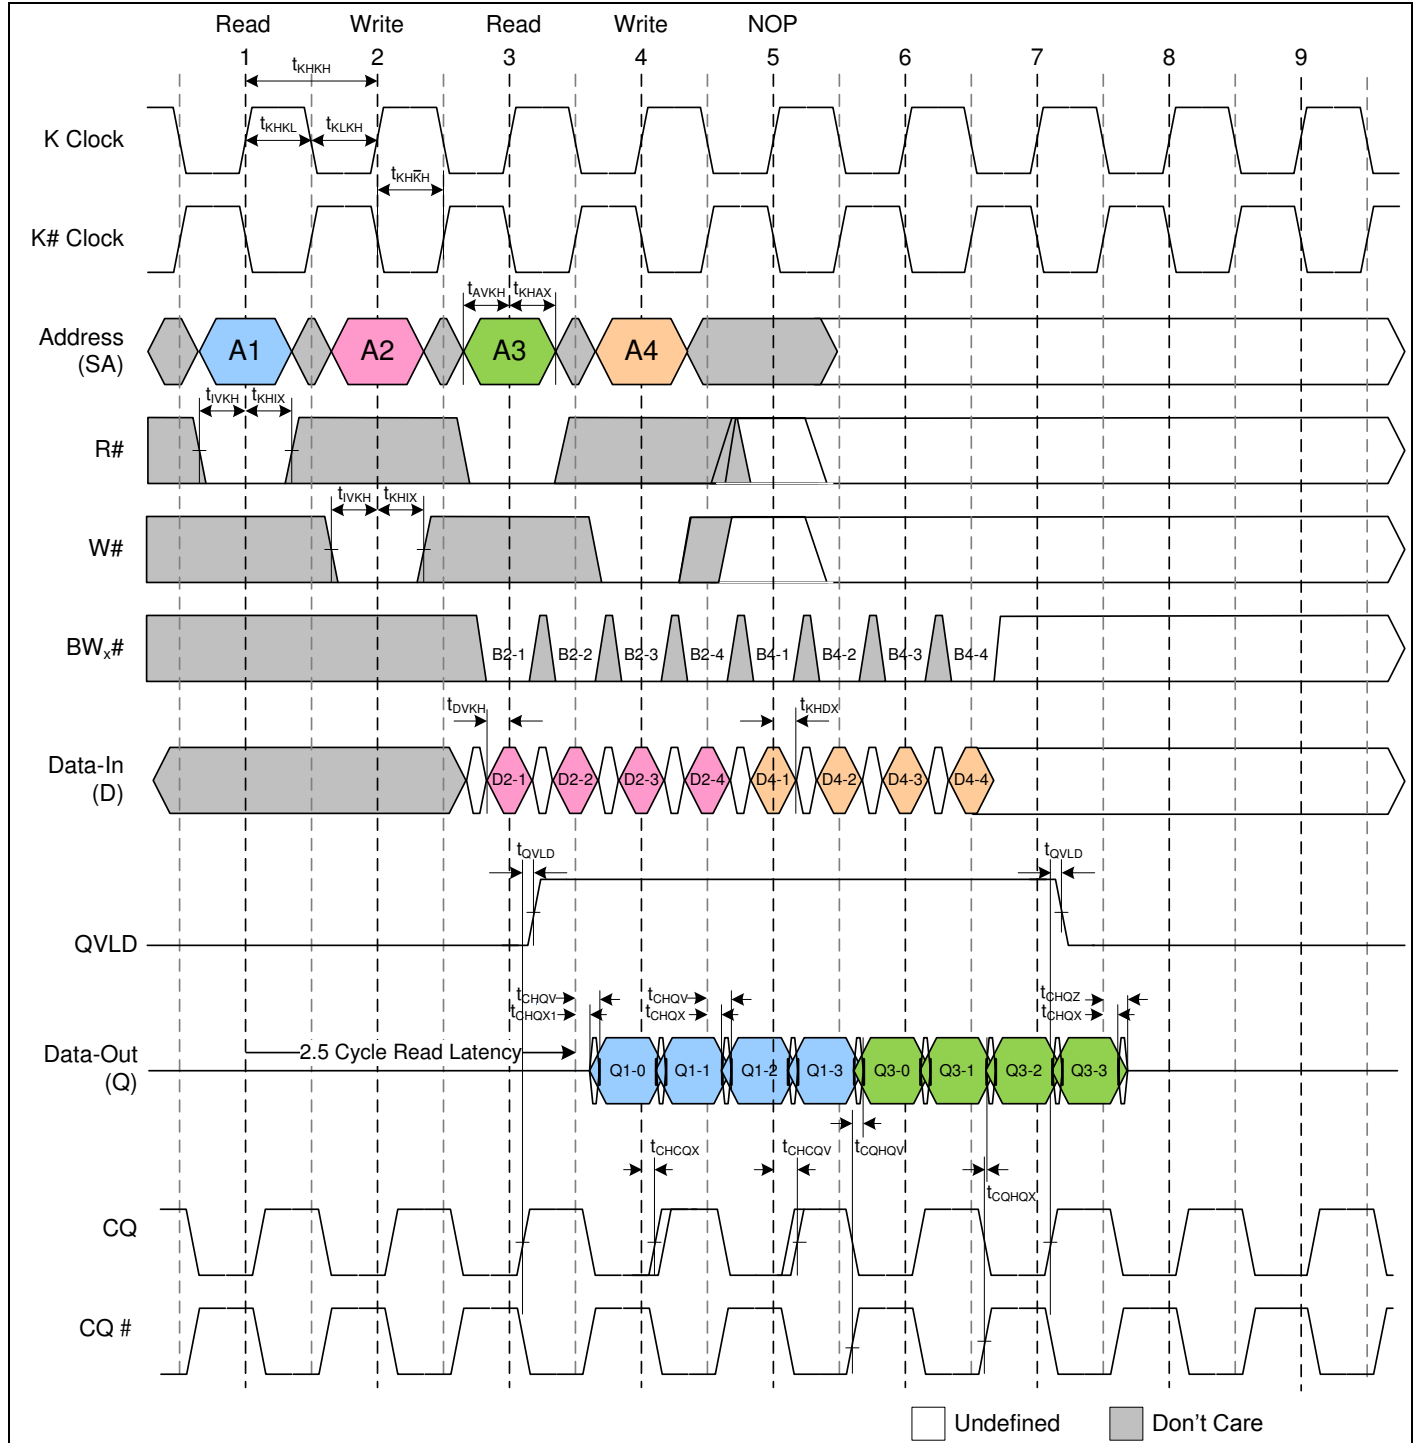 Read Write Read Write NOP
1 2 3 4 5 6 7 8 9
tKHKH
K Clock
tKHKL tKLKH
tKHK̅H
K# Clock
tAVKH tKHAX
Address
(SA)
A1 A2 A3 A4
tIVKH tKHIX
R#
tIVKH tKHIX
W#
BWx#
B2-1 B2-2 B2-3 B2-4 B4-1 B4-2 B4-3 B4-4
tDVKH tKHDX
Data-In
(D)
D2-1 D2-2 D2-3 D2-4 D4-1 D4-2 D4-3 D4-4
tQVLD tQVLD
QVLD
tCHQV tCHQV tCHQZ
tCHQX1 tCHQX tCHQX
Data-Out
(Q)
2.5 Cycle Read Latency
Q1-0 Q1-1 Q1-2 Q1-3 Q3-0 Q3-1 Q3-2 Q3-3
tCHCQX tCHCQV tCQHQV
tCQHQX
CQ
CQ #
Undefined Don't Care